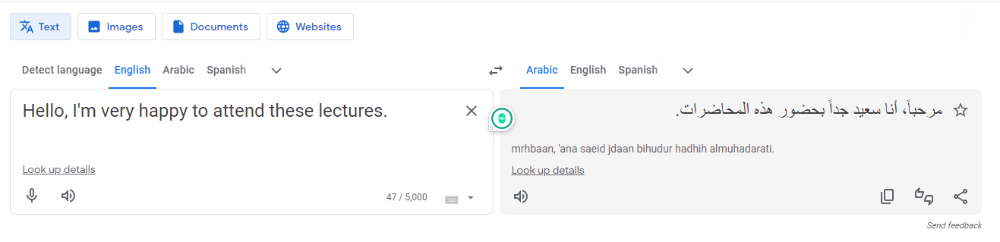 Text Images Documents Websites
Detect language English Arabic Spanish Arabic English Spanish
Hello, I'm very happy to attend these lectures.
مرحباً، أنا سعيد جداً بحضور هذه المحاضرات.
mrhbaan, 'ana saeid jdaan bihudur hadhih almuhadarati.
Look up details
Look up details
47 / 5,000
Send feedback